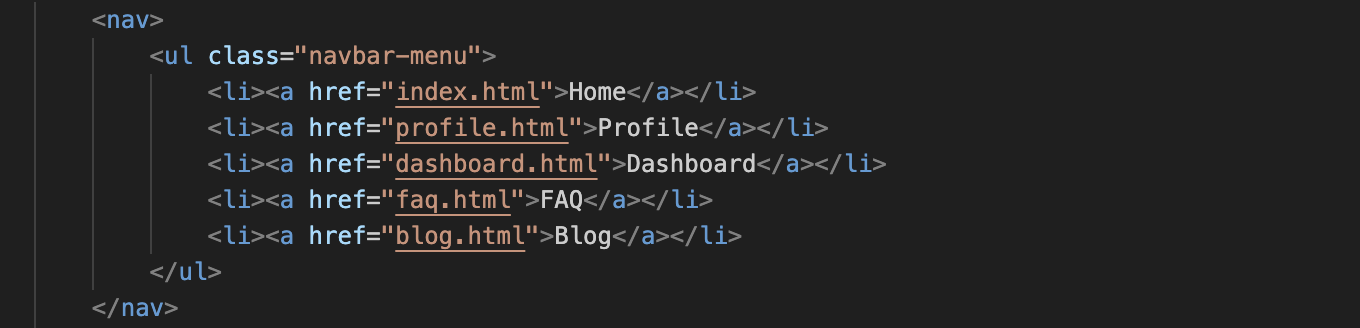 <nav>
<ul class="navbar-menu">
<li><a href="index.html">Home</a></li>
<li><a href="profile.html">Profile</a></li>
<li><a href="dashboard.html">Dashboard</a></li>
<li><a href="faq.html">FAQ</a></li>
<li><a href="blog.html">Blog</a></li>
</ul>
</nav>